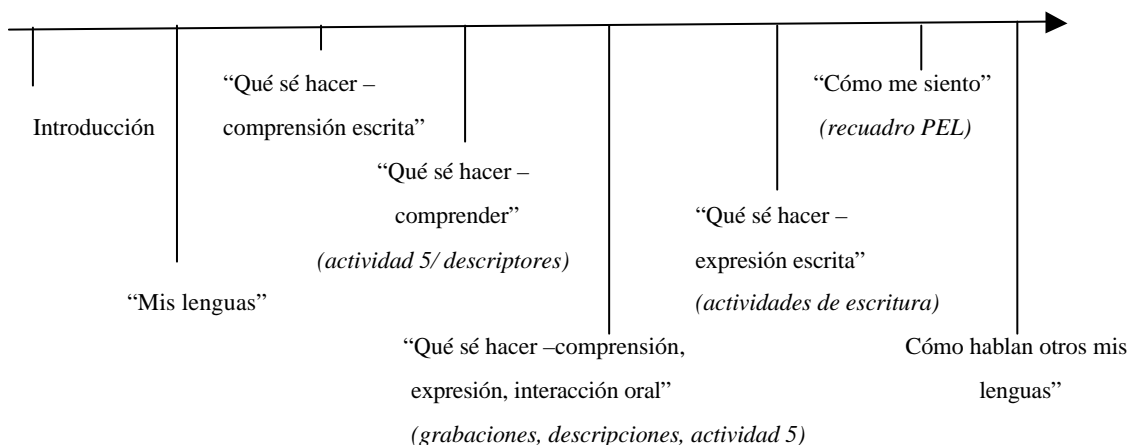 Introducción
“Mis lenguas”
“Qué sé hacer –
comprensión escrita”
“Qué sé hacer –
comprender”
(actividad 5/ descriptores)
“Qué sé hacer –comprensión,
expresión, interacción oral”
(grabaciones, descripciones, actividad 5)
“Qué sé hacer –
expresión escrita”
(actividades de escritura)
“Cómo me siento”
(recuadro PEL)
Cómo hablan otros mis
lenguas”